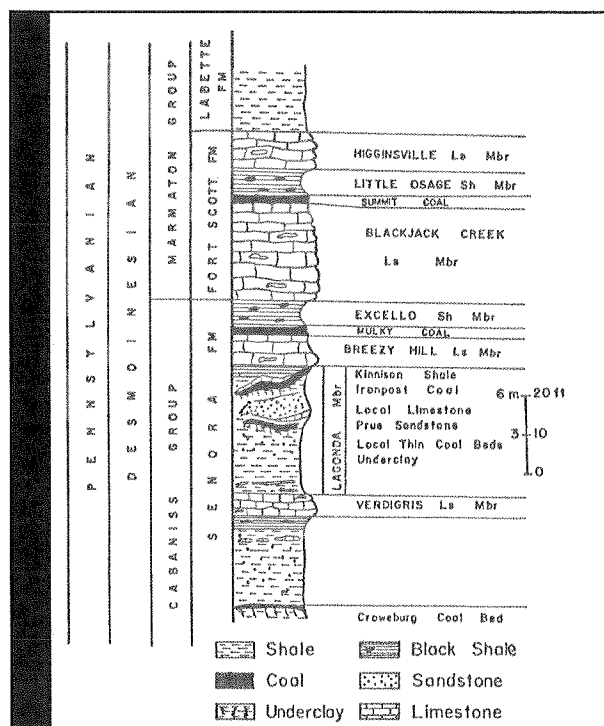 PENNSYLVANIAN
DESMOINESIAN
MARMATON GROUP
CABANISS GROUP
LABETTE FM
FORT SCOTT FM
SENORA FM
HIGGINSVILLE Ls Mbr
LITTLE OSAGE Sh Mbr
SUMMIT COAL
BLACKJACK CREEK
Ls Mbr
EXCELLO Sh Mbr
MULKY COAL
BREEZY HILL Ls Mbr
LAGONDA Mbr
Kinnison Shale
Ironpost Coal
Local Limestone
Prue Sandstone
Local Thin Coal Beds
Underclay
6 m 20 ft
3 10
0
VERDIGRIS Ls Mbr
Croweburg Coal Bed
Shale
Black Shale
Coal
Sandstone
Underclay
Limestone